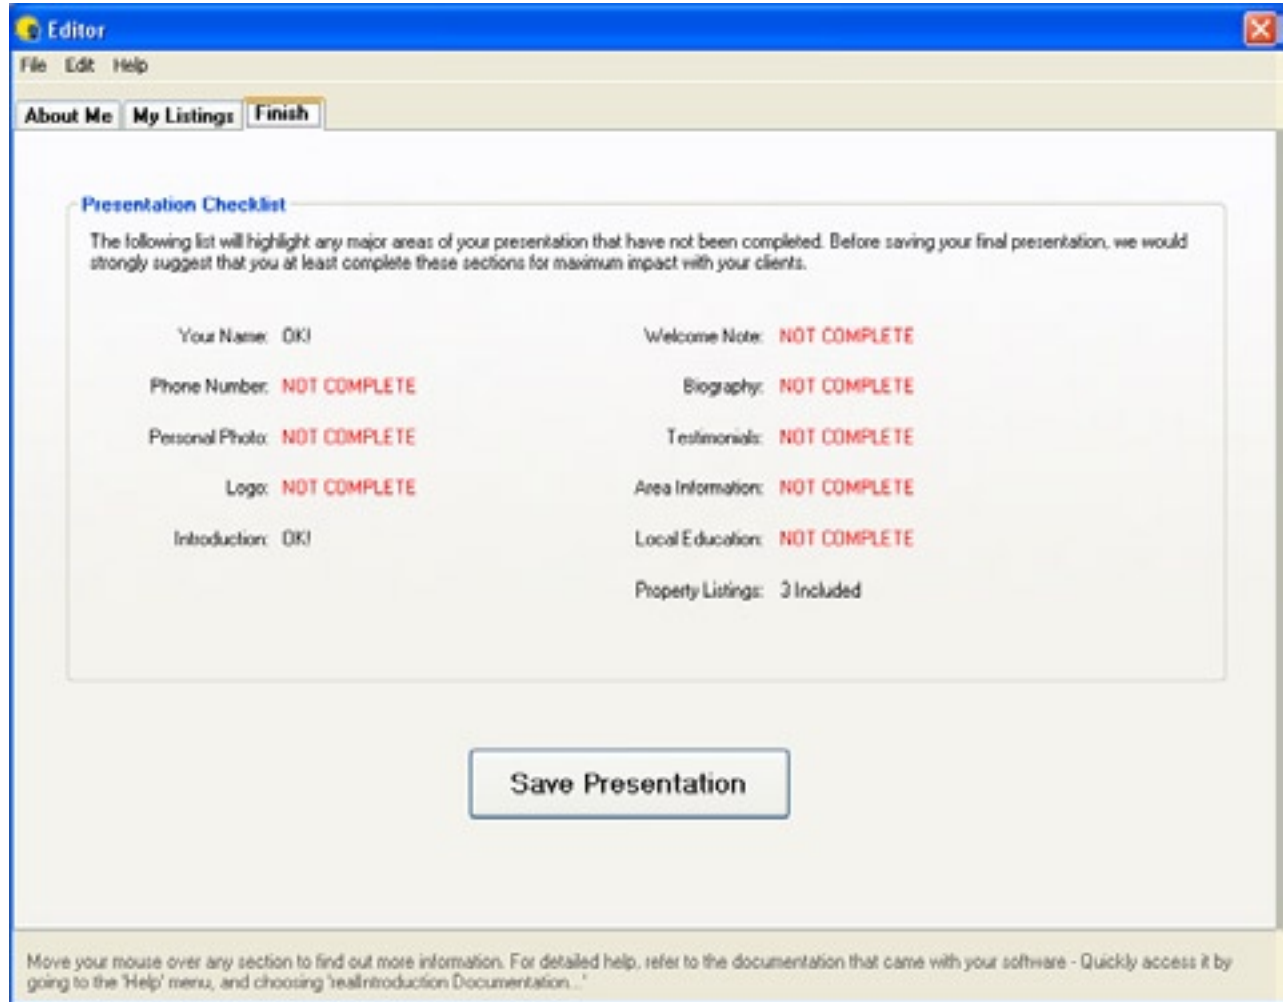 Editor
File Edit Help
About Me My Listings Finish
Presentation Checklist
The following list will highlight any major areas of your presentation that have not been completed. Before saving your final presentation, we would
strongly suggest that you at least complete these sections for maximum impact with your clients.
Your Name: OK! Welcome Note: NOT COMPLETE
Phone Number: NOT COMPLETE Biography: NOT COMPLETE
Personal Photo: NOT COMPLETE Testimonials: NOT COMPLETE
Logo: NOT COMPLETE Area Information: NOT COMPLETE
Introduction: OK! Local Education: NOT COMPLETE
Property Listings: 3 Included
Save Presentation
Move your mouse over any section to find out more information. For detailed help, refer to the documentation that came with your software - Quickly access it by
going to the 'Help' menu, and choosing 'realIntroduction Documentation...'